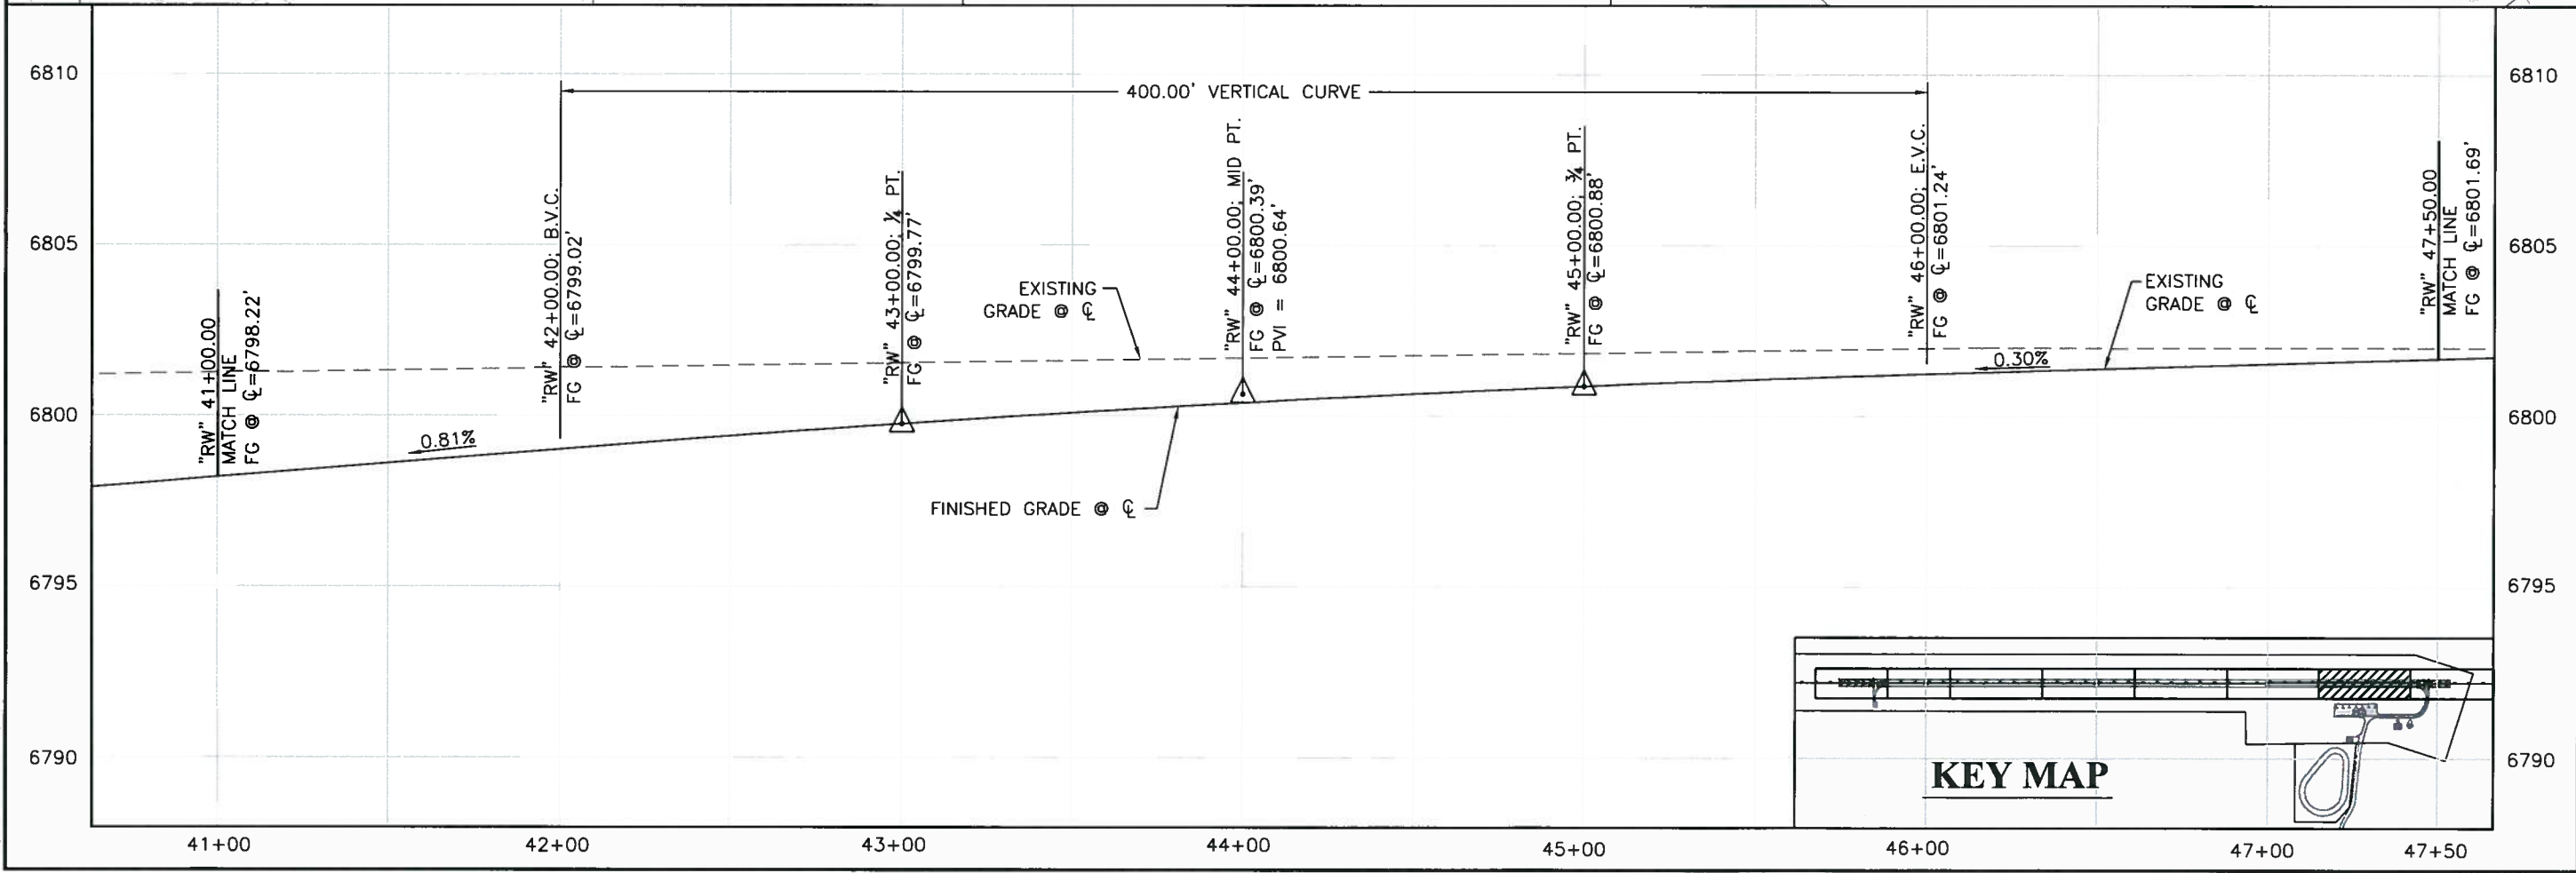 400.00' VERTICAL CURVE
6810
6805
6800
6795
6790
"RW" 41+00.00
MATCH LINE
FG @ ℄=6798.22'
0.81%
"RW" 42+00.00; B.V.C.
FG @ ℄=6799.02'
"RW" 43+00.00; ¼ PT.
FG @ ℄=6799.77'
EXISTING
GRADE @ ℄
FINISHED GRADE @ ℄
"RW" 44+00.00; MID PT.
FG @ ℄=6800.39'
PVI = 6800.64'
"RW" 45+00.00; ¾ PT.
FG @ ℄=6800.88'
"RW" 46+00.00; E.V.C.
FG @ ℄=6801.24'
0.30%
EXISTING
GRADE @ ℄
"RW" 47+50.00
MATCH LINE
FG @ ℄=6801.69'
6810
6805
6800
6795
6790
KEY MAP
41+00
42+00
43+00
44+00
45+00
46+00
47+00
47+50